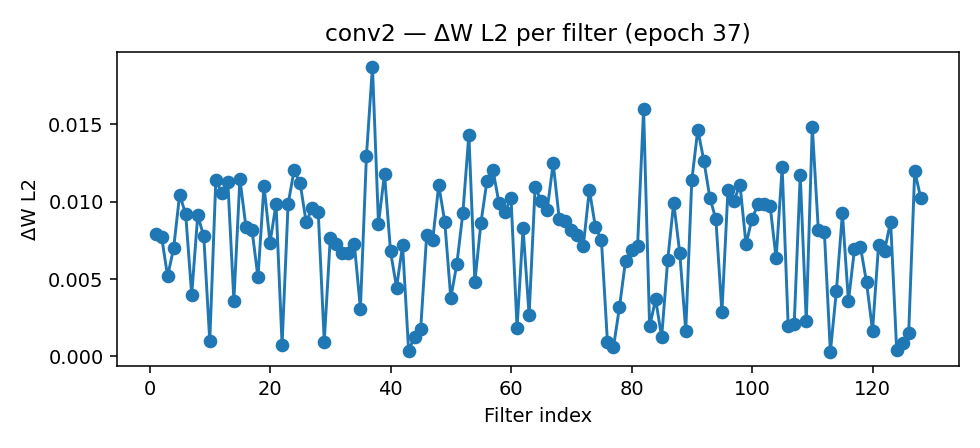 conv2 — ΔW L2 per filter (epoch 37)
0.015
0.010
0.005
0.000
ΔW L2
0 20 40 60 80 100 120
Filter index